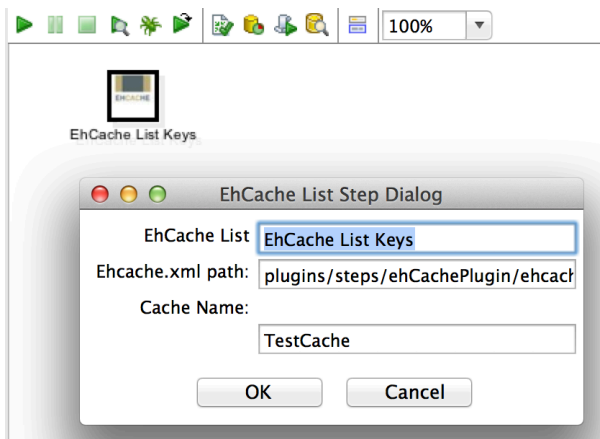 100%
EHCACHE
EhCache List Keys
EhCache List Step Dialog
EhCache List EhCache List Keys
Ehcache.xml path: plugins/steps/ehCachePlugin/ehcach
Cache Name:
TestCache
OK Cancel